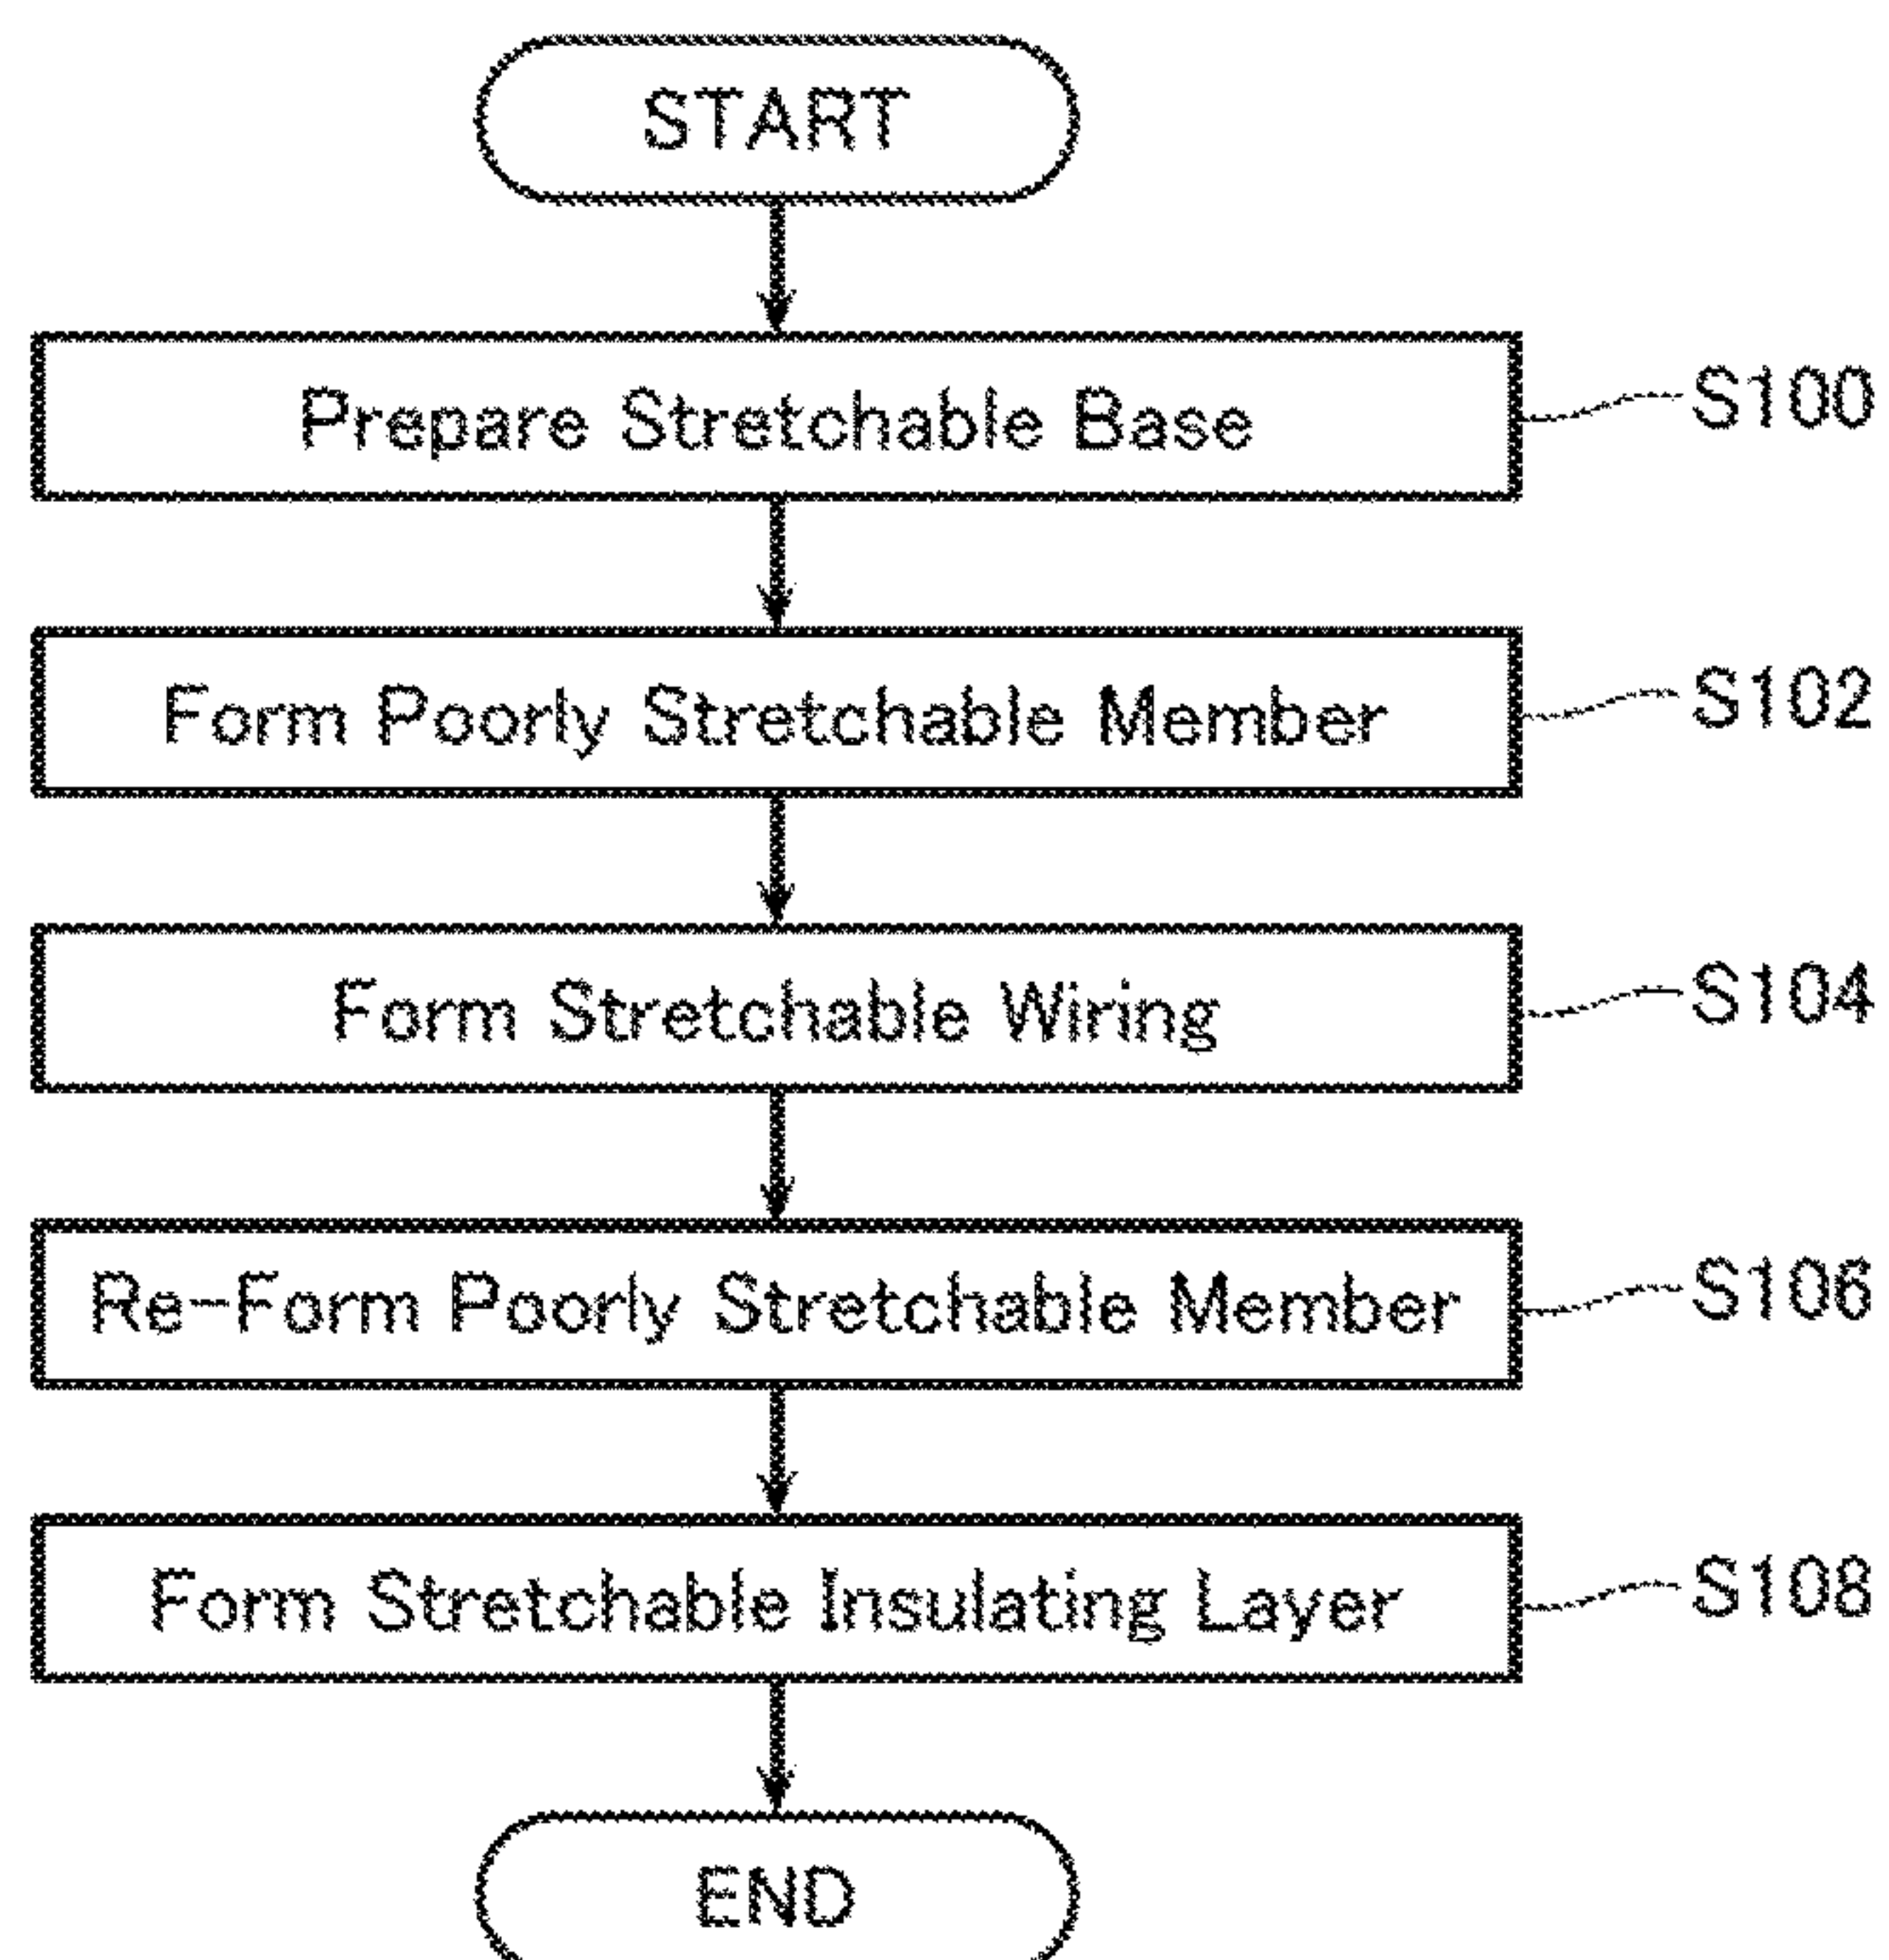 START
Prepare Stretchable Base S100
Form Poorly Stretchable Member S102
Form Stretchable Wiring S104
Re-Form Poorly Stretchable Member S106
Form Stretchable Insulating Layer S108
END